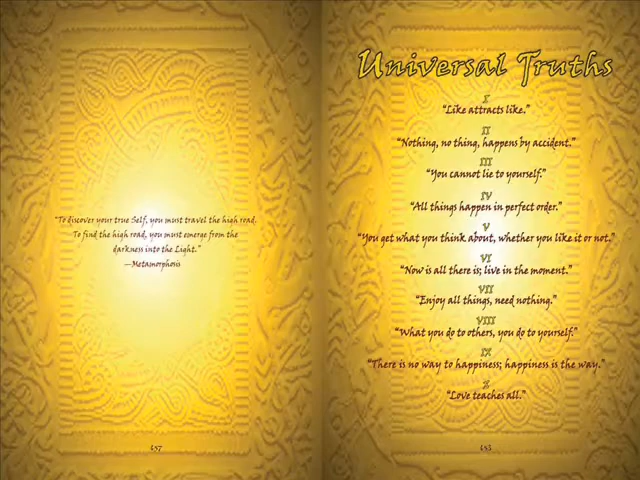 "To discover your true Self, you must travel the high road.
To find the high road, you must emerge from the
darkness into the Light."
—Metamorphosis
Universal Truths
I
"Like attracts like."
II
"Nothing, no thing, happens by accident."
III
"You cannot lie to yourself."
IV
"All things happen in perfect order."
V
"You get what you think about, whether you like it or not."
VI
"Now is all there is; live in the moment."
VII
"Enjoy all things, need nothing."
VIII
"What you do to others, you do to yourself."
IX
"There is no way to happiness; happiness is the way."
X
"Love teaches all."